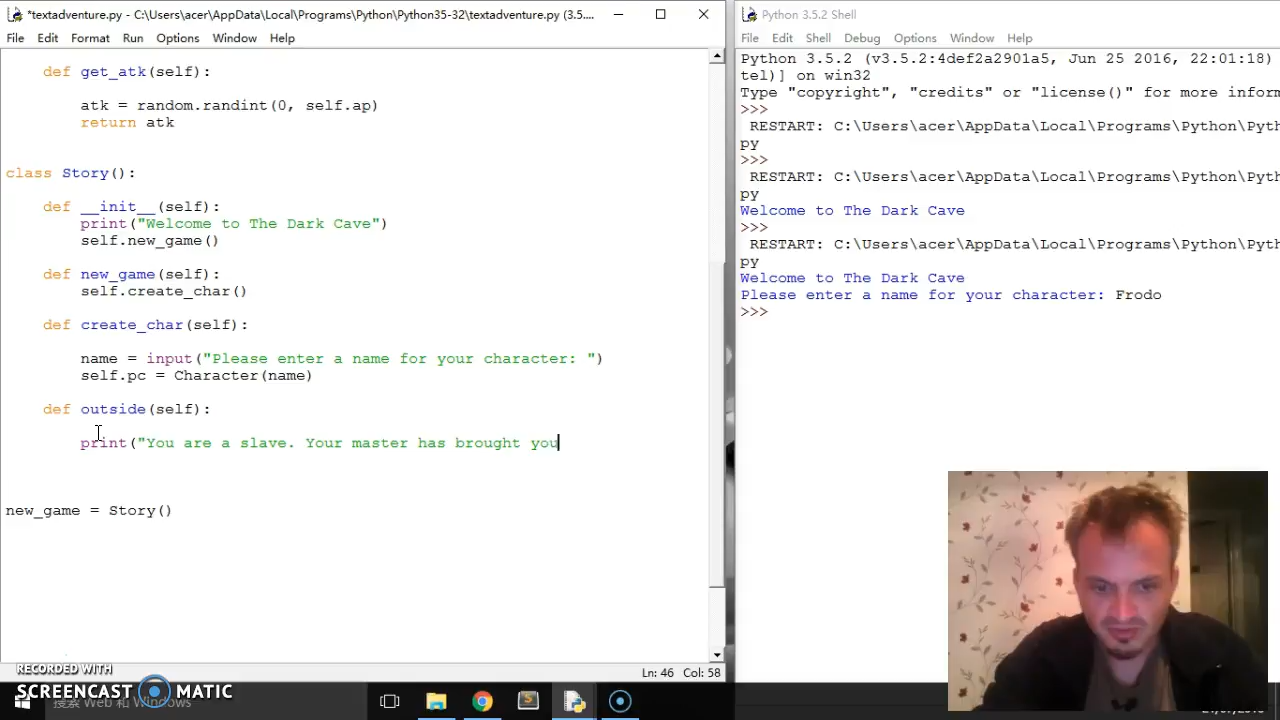 *textadventure.py - C:\Users\acer\AppData\Local\Programs\Python\Python35-32\textadventure.py (3.5....
File Edit Format Run Options Window Help
def get_atk(self):
atk = random.randint(0, self.ap)
return atk
class Story():
def __init__(self):
print("Welcome to The Dark Cave")
self.new_game()
def new_game(self):
self.create_char()
def create_char(self):
name = input("Please enter a name for your character: ")
self.pc = Character(name)
def outside(self):
print("You are a slave. Your master has brought you
new_game = Story()
Ln: 46 Col: 58
Python 3.5.2 Shell
File Edit Shell Debug Options Window Help
Python 3.5.2 (v3.5.2:4def2a2901a5, Jun 25 2016, 22:01:18)
tel)] on win32
Type "copyright", "credits" or "license()" for more infor
>>>
RESTART: C:\Users\acer\AppData\Local\Programs\Python\Pyth
py
>>>
RESTART: C:\Users\acer\AppData\Local\Programs\Python\Pyth
py
Welcome to The Dark Cave
>>>
RESTART: C:\Users\acer\AppData\Local\Programs\Python\Pyth
py
Welcome to The Dark Cave
Please enter a name for your character: Frodo
>>>
RECORDED WITH
SCREENCAST MATIC
搜索 Web 和 Windows